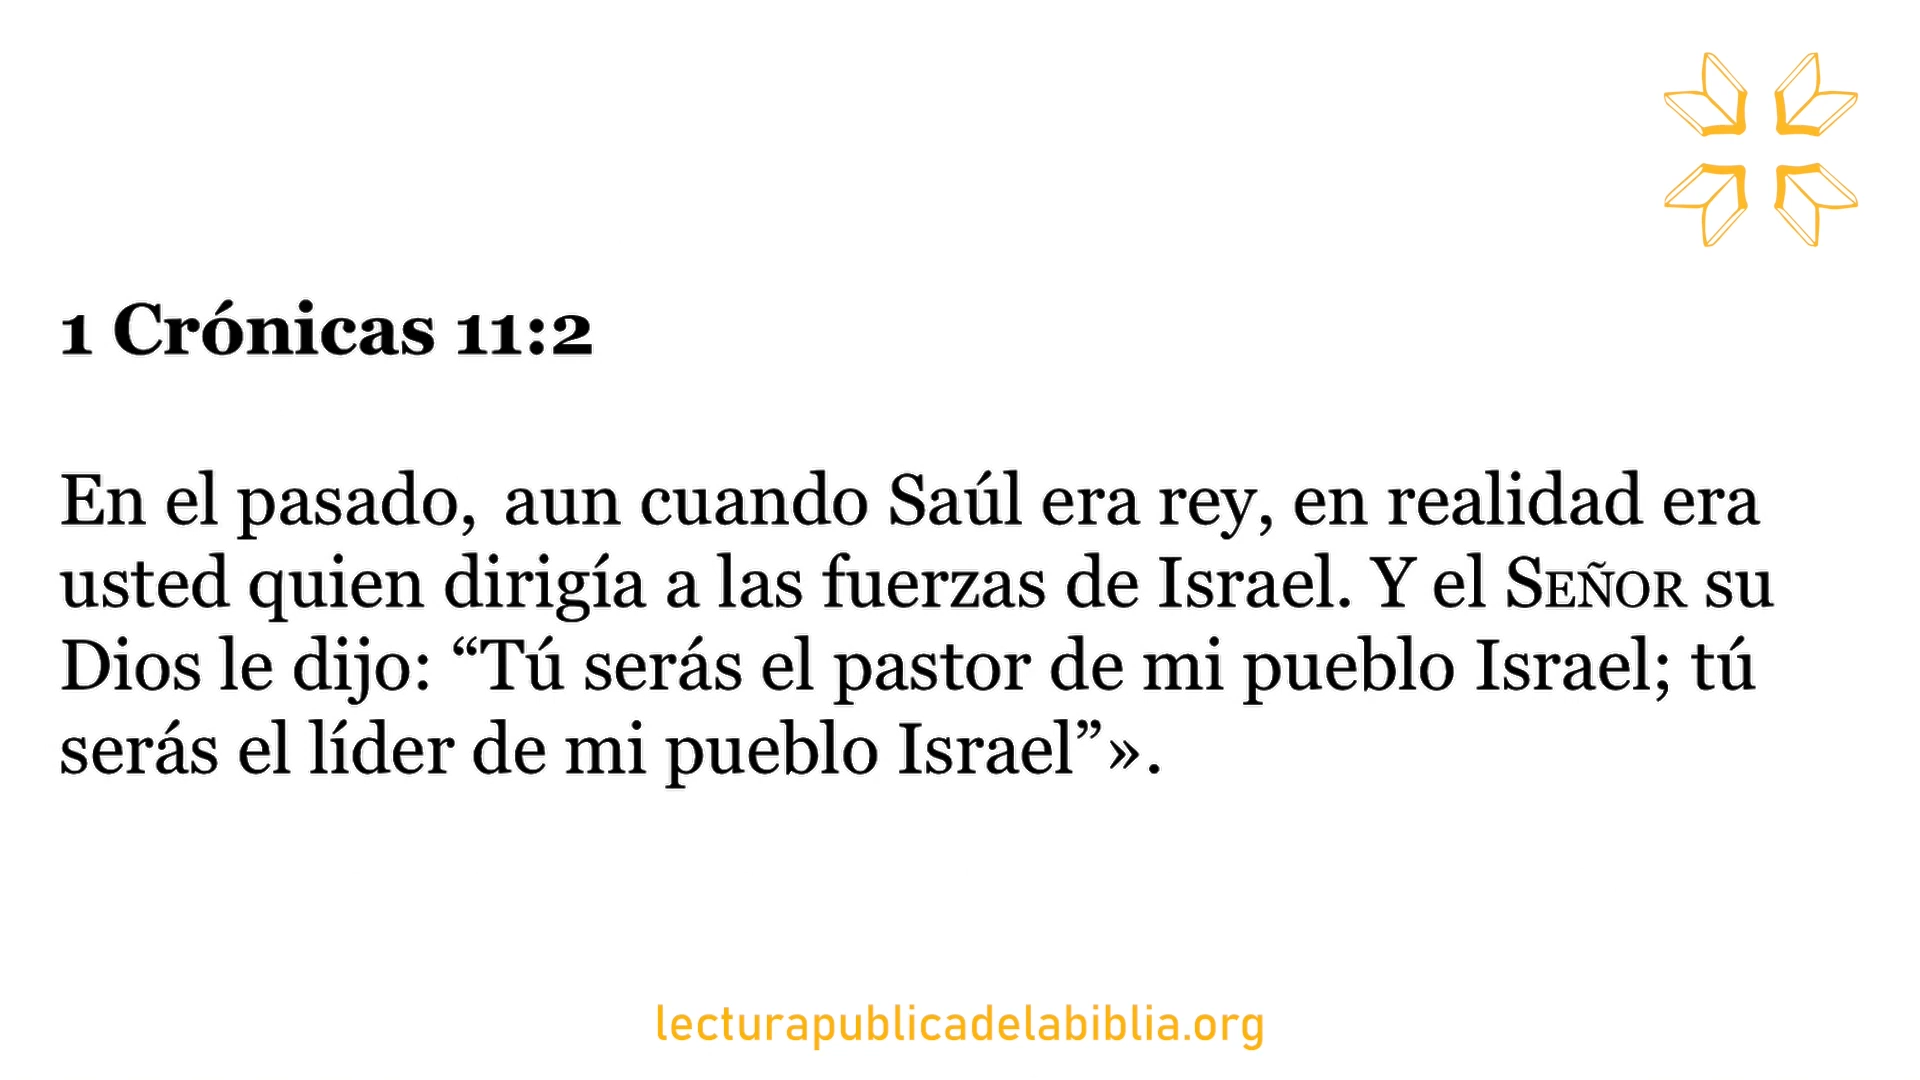 1 Crónicas 11:2
En el pasado, aun cuando Saúl era rey, en realidad era
usted quien dirigía a las fuerzas de Israel. Y el SEÑOR su
Dios le dijo: “Tú serás el pastor de mi pueblo Israel; tú
serás el líder de mi pueblo Israel”».
lecturapublicadelabiblia.org